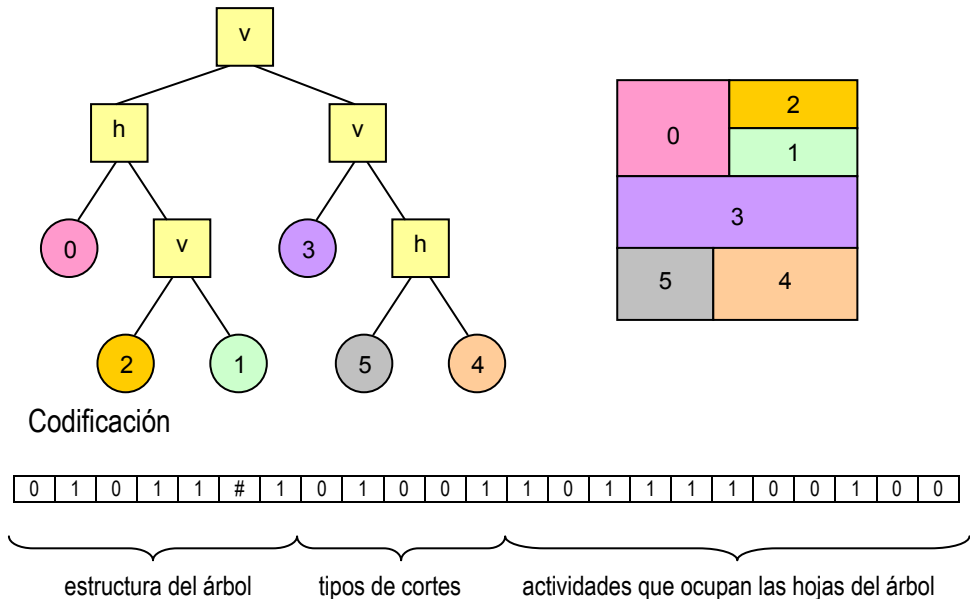 v
h v
0 v 3 h
2 1 5 4
0 2
1
3
5 4
Codificación
0 1 0 1 1 # 1 0 1 0 0 1 1 0 1 1 1 0 0 1 0 0
estructura del árbol tipos de cortes actividades que ocupan las hojas del árbol